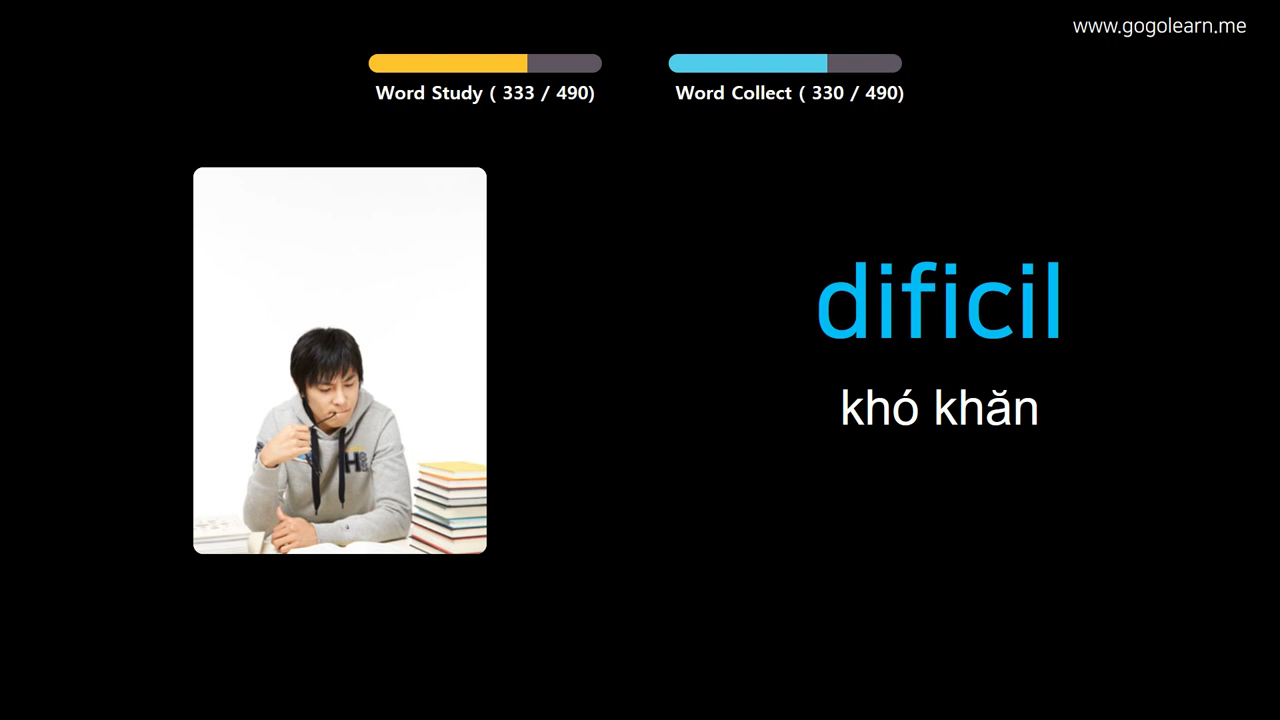 www.gogolearn.me
Word Study ( 333 / 490)
Word Collect ( 330 / 490)
dificil
khó khăn
H